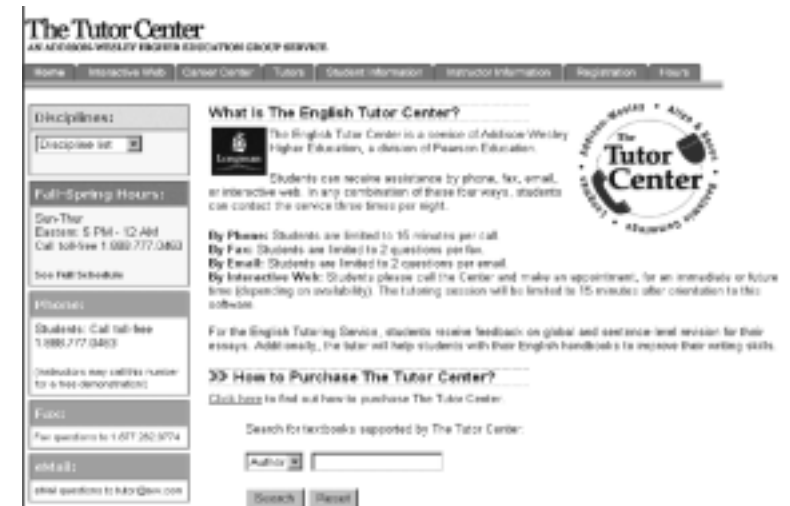 The Tutor Center
AN ADDISON-WESLEY HIGHER EDUCATION GROUP SERVICE
Home Interactive Web Career Center Tutors Student Information Instructor Information Registration Hours
Disciplines:
Discipline list
Fall-Spring Hours:
Sun-Thur
Eastern: 5 PM - 12 AM
Call toll-free 1.888.777.0463
See Full Schedule
Phone:
Students: Call toll-free
1.888.777.0463
(Instructors may call this number
for a free demonstration)
Fax:
Fax questions to 1.877.262.9774
eMail:
eMail questions to tutor@aw.com
What Is The English Tutor Center?
Longman
The English Tutor Center is a service of Addison-Wesley
Higher Education, a division of Pearson Education.
Students can receive assistance by phone, fax, email,
or interactive web. In any combination of these four ways, students
can contact the service three times per night.
By Phone: Students are limited to 15 minutes per call.
By Fax: Students are limited to 2 questions per fax.
By Email: Students are limited to 2 questions per email.
By Interactive Web: Students please call the Center and make an appointment, for an immediate or future
time (depending on availability). The tutoring session will be limited to 15 minutes after orientation to this
software.
For the English Tutoring Service, students receive feedback on global and sentence-level revision for their
essays. Additionally, the tutor will help students with their English handbooks to improve their writing skills.
>> How to Purchase The Tutor Center?
Click here to find out how to purchase The Tutor Center.
Search for textbooks supported by The Tutor Center:
Author
Search Reset
Addison-Wesley • Allyn & Bacon • Benjamin Cummings • Longman
The
Tutor
Center